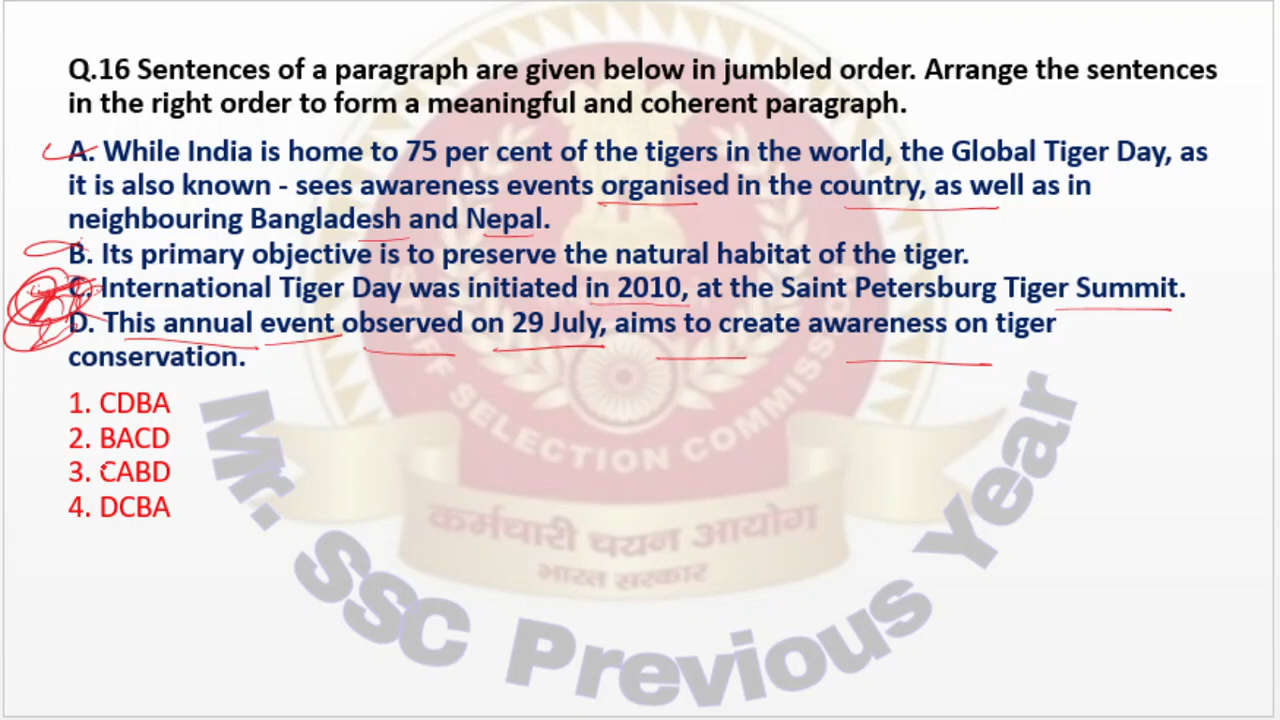 Q.16 Sentences of a paragraph are given below in jumbled order. Arrange the sentences
in the right order to form a meaningful and coherent paragraph.
A. While India is home to 75 per cent of the tigers in the world, the Global Tiger Day, as
it is also known - sees awareness events organised in the country, as well as in
neighbouring Bangladesh and Nepal.
B. Its primary objective is to preserve the natural habitat of the tiger.
C. International Tiger Day was initiated in 2010, at the Saint Petersburg Tiger Summit.
D. This annual event observed on 29 July, aims to create awareness on tiger
conservation.
1. CDBA
2. BACD
3. CABD
4. DCBA
STAFF SELECTION COMMISSION
कर्मचारी चयन आयोग
भारत सरकार
Mr. SSC Previous Year